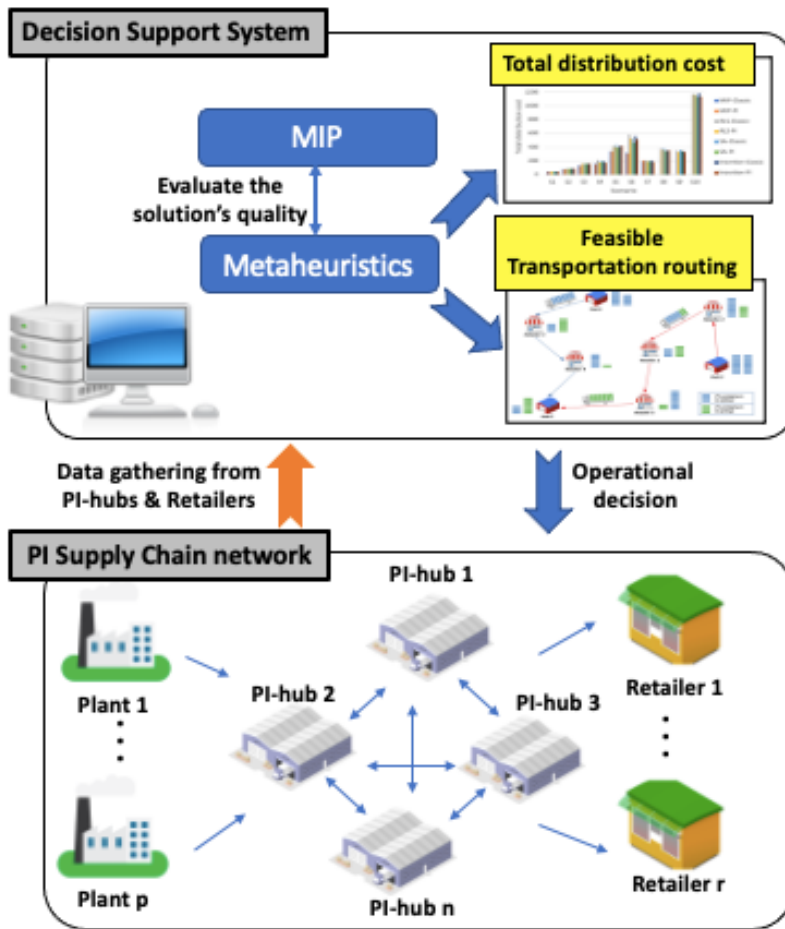 Decision Support System
Total distribution cost
MIP
Evaluate the
solution's quality
Metaheuristics
Feasible
Transportation routing
Data gathering from
PI-hubs & Retailers
Operational
decision
PI Supply Chain network
PI-hub 1
Plant 1
PI-hub 2
PI-hub 3
Retailer 1
Plant p
PI-hub n
Retailer r